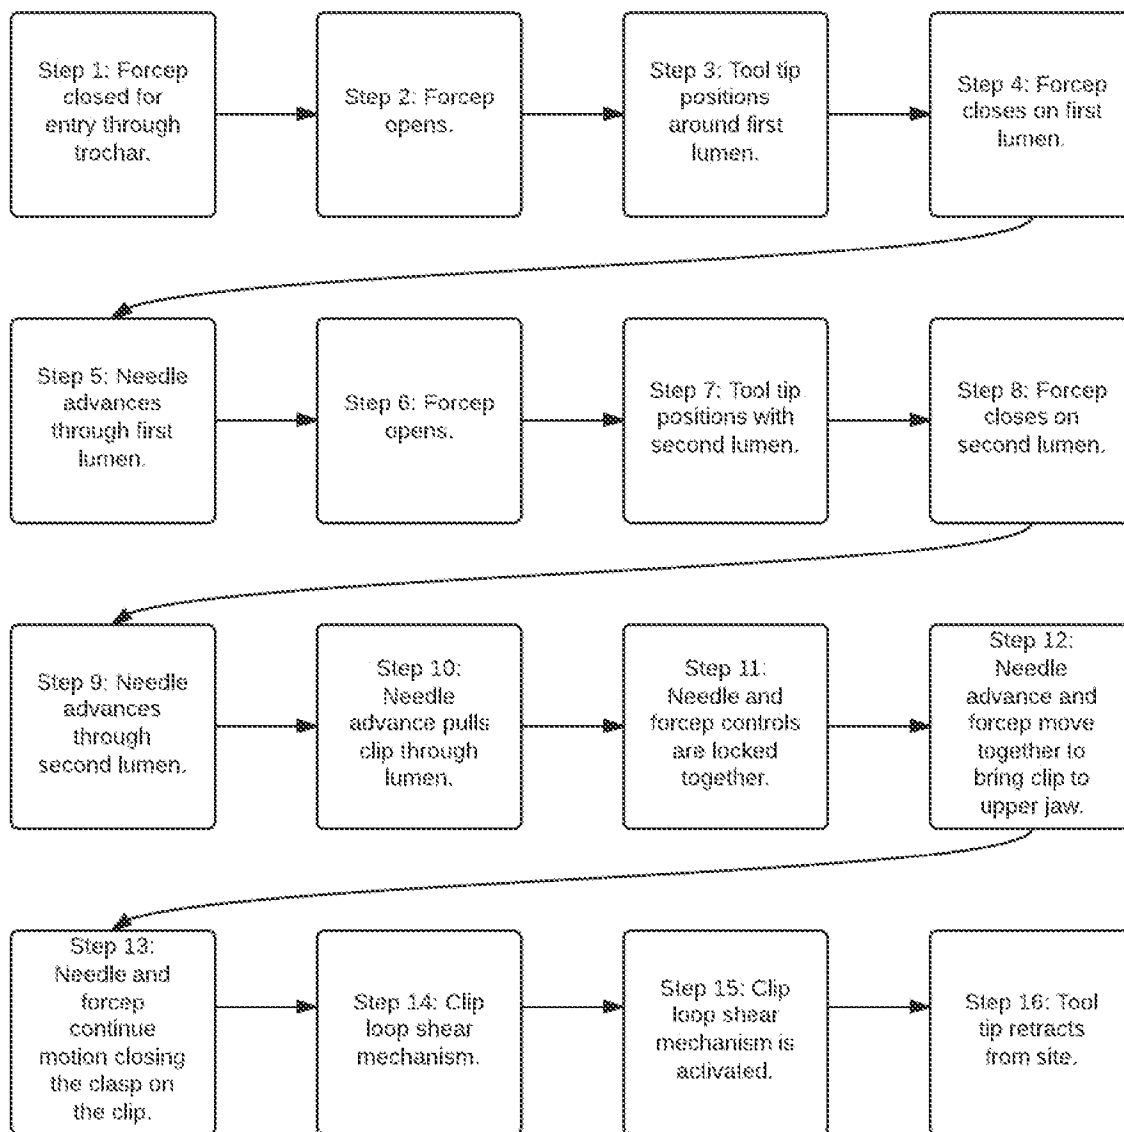 Step 1: Forcep
closed for
entry through
trochar.
Step 2: Forcep
opens.
Step 3: Tool tip
positions
around first
lumen.
Step 4: Forcep
closes on first
lumen.
Step 5: Needle
advances
through first
lumen.
Step 6: Forcep
opens.
Step 7: Tool tip
positions with
second lumen.
Step 8: Forcep
closes on
second lumen.
Step 9: Needle
advances
through
second lumen.
Step 10:
Needle
advance pulls
clip through
lumen.
Step 11:
Needle and
forcep controls
are locked
together.
Step 12:
Needle
advance and
forcep move
together to
bring clip to
upper jaw.
Step 13:
Needle and
forcep
continue
motion closing
the clasp on
the clip.
Step 14: Clip
loop shear
mechanism.
Step 15: Clip
loop shear
mechanism is
activated.
Step 16: Tool
tip retracts
from site.